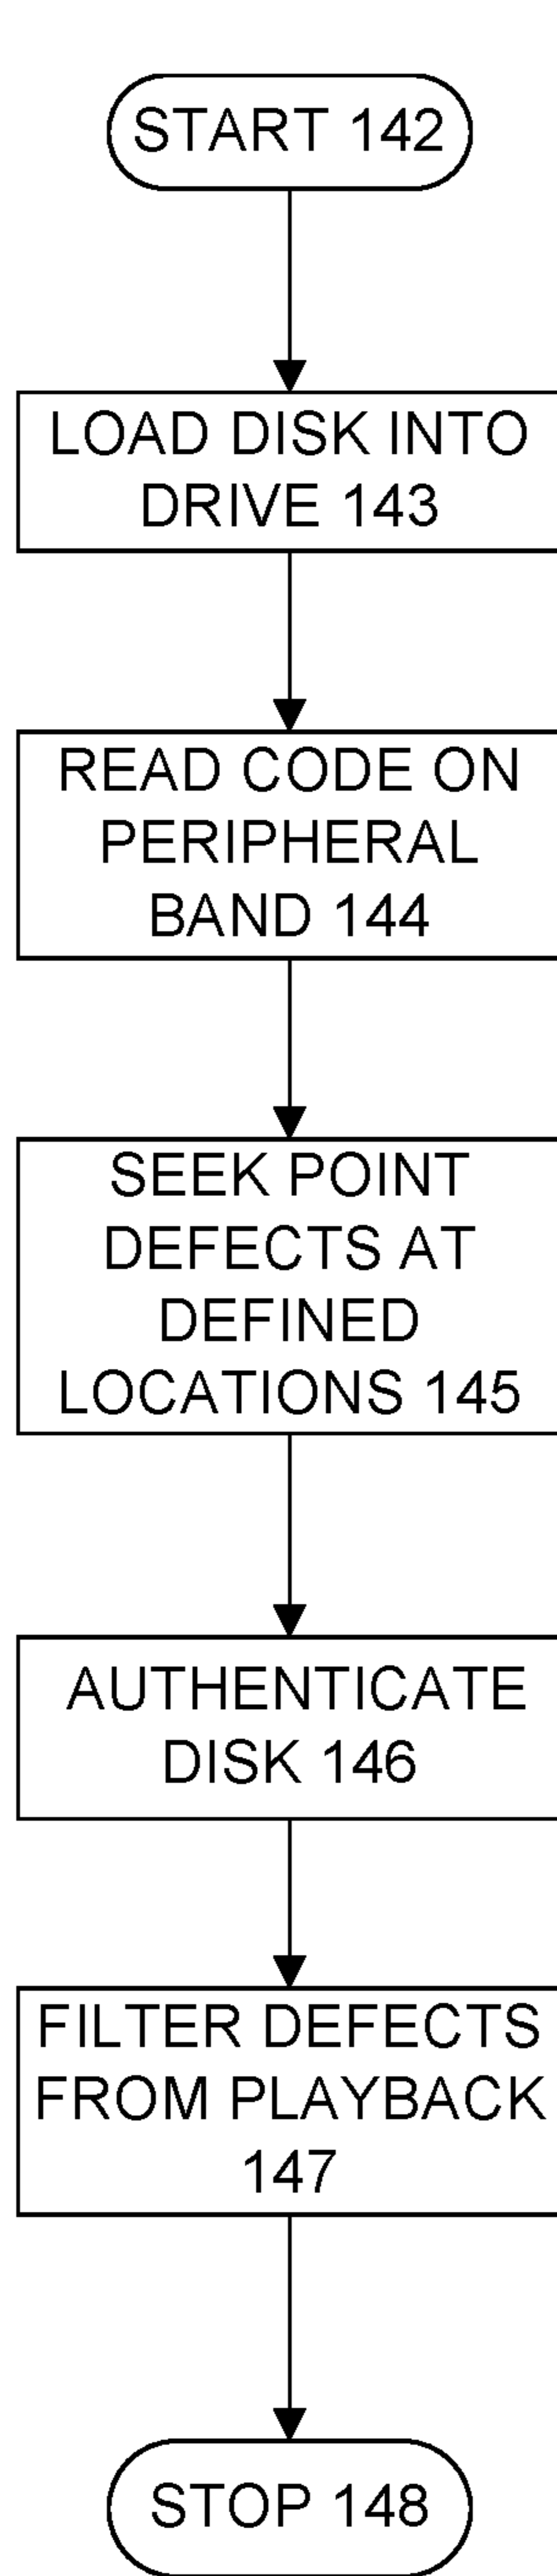 START 142
LOAD DISK INTO
DRIVE 143
READ CODE ON
PERIPHERAL
BAND 144
SEEK POINT
DEFECTS AT
DEFINED
LOCATIONS 145
AUTHENTICATE
DISK 146
FILTER DEFECTS
FROM PLAYBACK
147
STOP 148